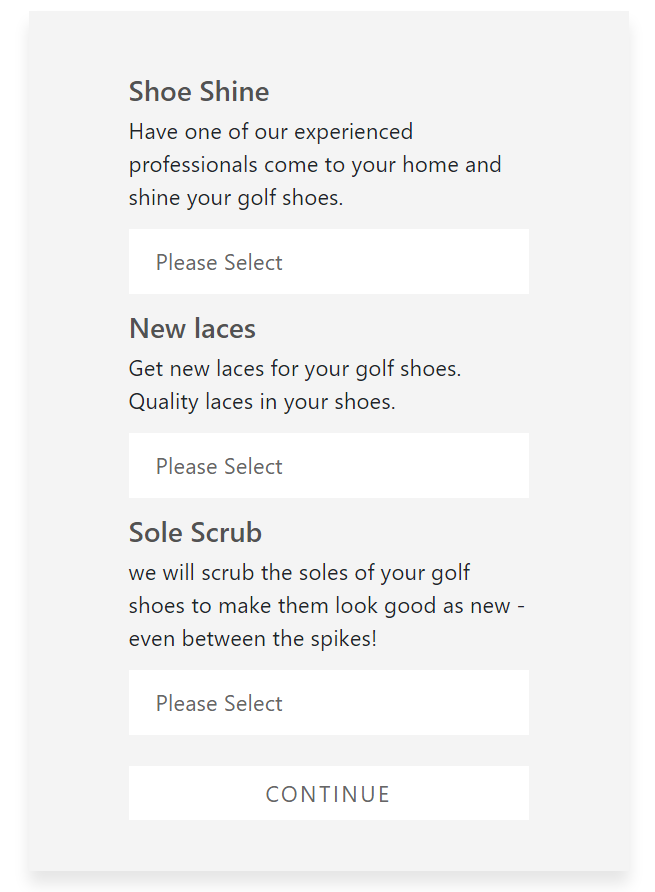 Shoe Shine
Have one of our experienced
professionals come to your home and
shine your golf shoes.
Please Select
New laces
Get new laces for your golf shoes.
Quality laces in your shoes.
Please Select
Sole Scrub
we will scrub the soles of your golf
shoes to make them look good as new -
even between the spikes!
Please Select
CONTINUE